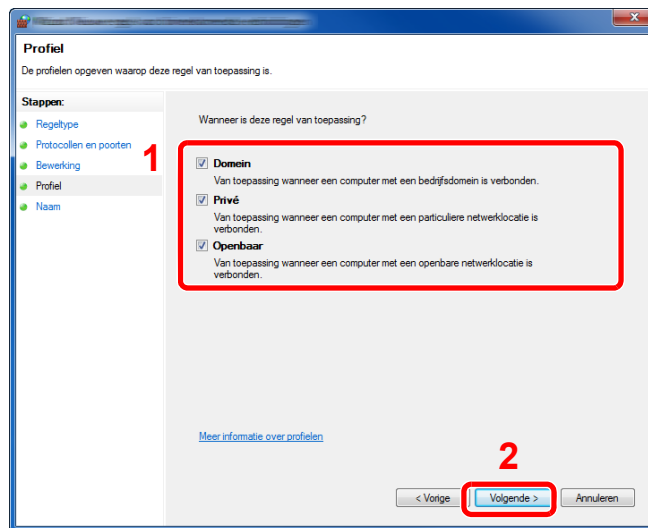 Profiel
De profielen opgeven waarop deze regel van toepassing is.
Stappen:
Regeltype
Protocollen en poorten
Bewerking
Profiel
Naam
Wanneer is deze regel van toepassing?
1
Domein
Van toepassing wanneer een computer met een bedrijfsdomein is verbonden.
Privé
Van toepassing wanneer een computer met een particuliere netwerklocatie is
verbonden.
Openbaar
Van toepassing wanneer een computer met een openbare netwerklocatie is
verbonden.
Meer informatie over profielen
2
< Vorige
Volgende >
Annuleren